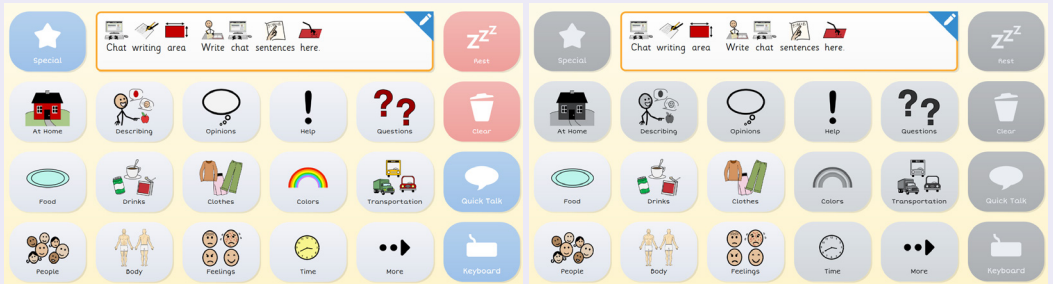 Special
Chat writing area Write chat sentences here.
Rest
At Home
Describing
Opinions
Help
Questions
Clear
Food
Drinks
Clothes
Colors
Transportation
Quick Talk
People
Body
Feelings
Time
More
Keyboard
Special
Chat writing area Write chat sentences here.
Rest
At Home
Describing
Opinions
Help
Questions
Clear
Food
Drinks
Clothes
Colors
Transportation
Quick Talk
People
Body
Feelings
Time
More
Keyboard